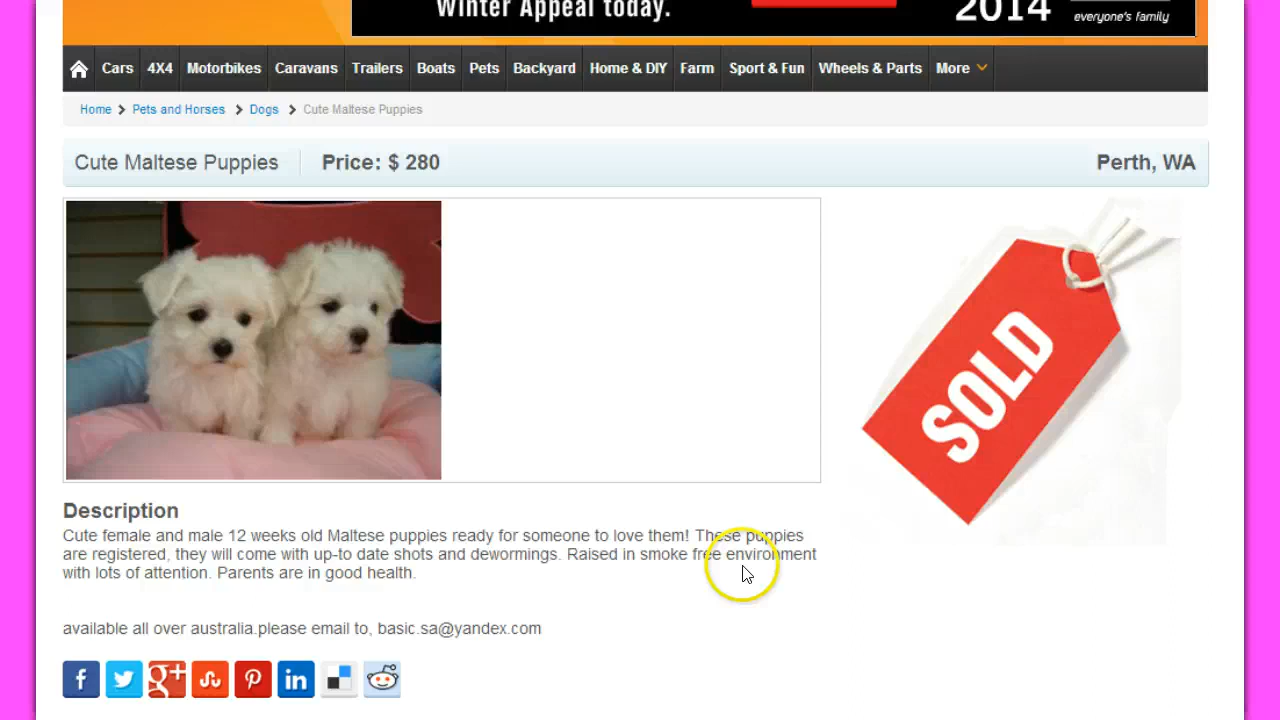 Winter Appeal today.
2014
everyone's family
Cars 4X4 Motorbikes Caravans Trailers Boats Pets Backyard Home & DIY Farm Sport & Fun Wheels & Parts More
Home Pets and Horses Dogs Cute Maltese Puppies
Cute Maltese Puppies Price: $ 280 Perth, WA
SOLD
Description
Cute female and male 12 weeks old Maltese puppies ready for someone to love them! These puppies
are registered, they will come with up-to date shots and dewormings. Raised in smoke free environment
with lots of attention. Parents are in good health.
available all over australia.please email to, basic.sa@yandex.com